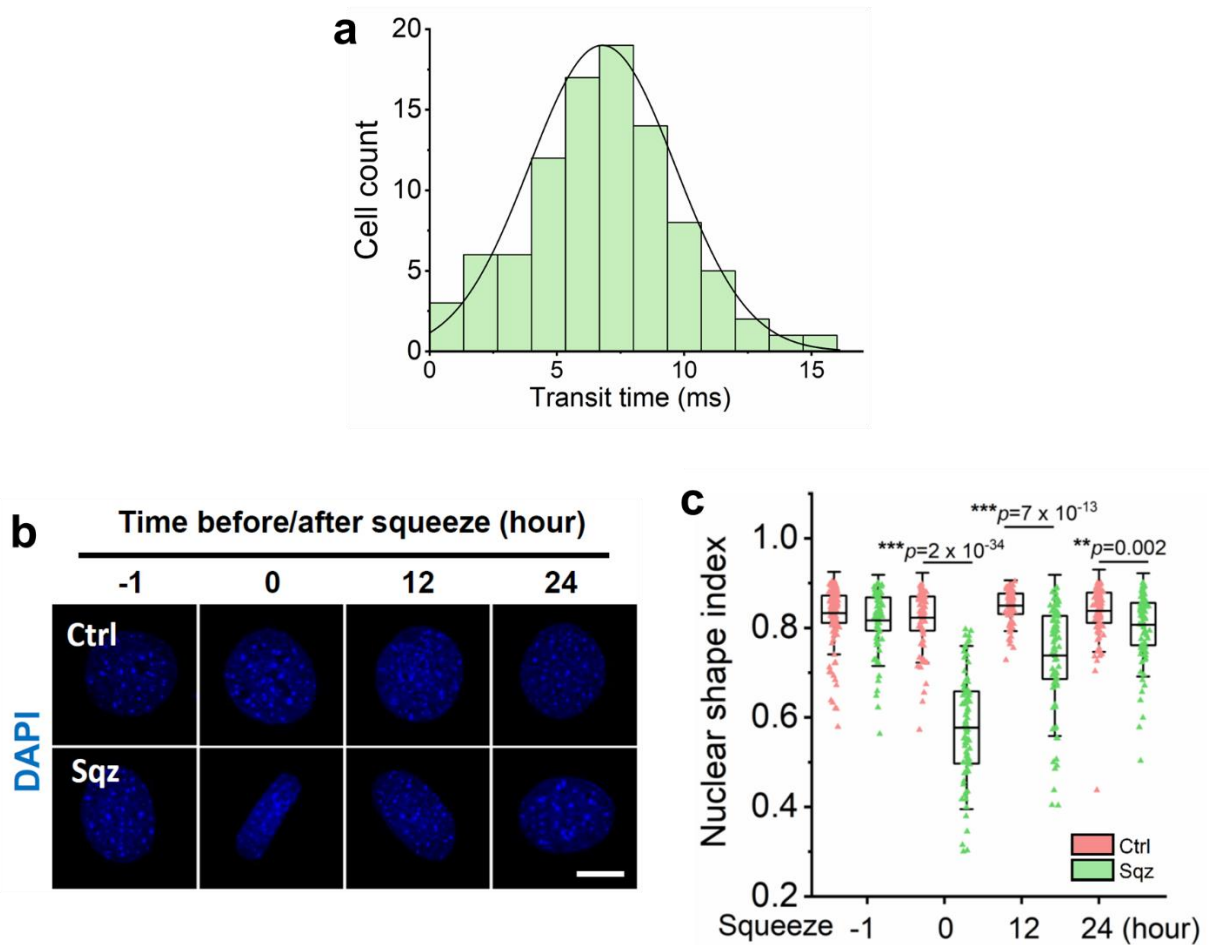 a
20
15
10
5
0
Cell count
0 5 10 15
Transit time (ms)
b
Time before/after squeeze (hour)
-1 0 12 24
Ctrl
Sqz
DAPI
c
***p=7 x 10-13
***p=2 x 10-34
**p=0.002
1.0
0.8
0.6
0.4
0.2
Nuclear shape index
Ctrl
Sqz
Squeeze -1 0 12 24 (hour)